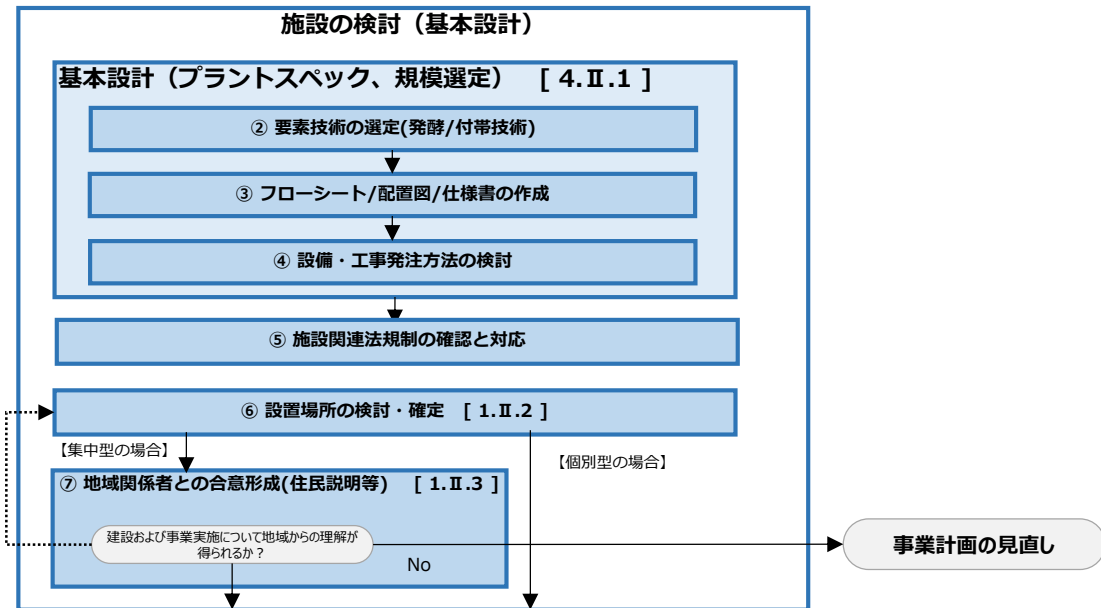 施設の検討（基本設計）
基本設計（プラントスペック、規模選定）　[ 4.Ⅱ.1 ]
② 要素技術の選定(発酵/付帯技術)
③ フローシート/配置図/仕様書の作成
④ 設備・工事発注方法の検討
⑤ 施設関連法規制の確認と対応
⑥ 設置場所の検討・確定　[ 1.Ⅱ.2 ]
【集中型の場合】
【個別型の場合】
⑦ 地域関係者との合意形成(住民説明等)　[ 1.Ⅱ.3 ]
建設および事業実施について地域からの理解が
得られるか？
No
事業計画の見直し